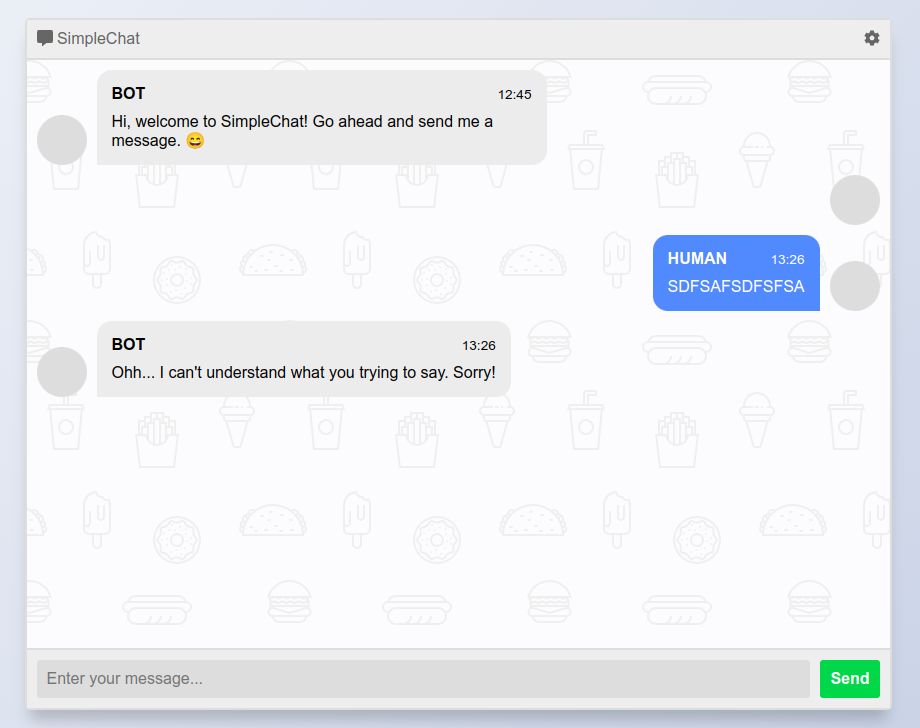 SimpleChat
BOT 12:45
Hi, welcome to SimpleChat! Go ahead and send me a
message. 😄
HUMAN 13:26
SDFSAFSDFSFSA
BOT 13:26
Ohh... I can't understand what you trying to say. Sorry!
Enter your message... Send